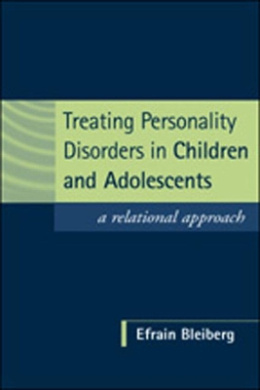 Treating Personality
Disorders in Children
and Adolescents
a relational approach
Efrain Bleiberg